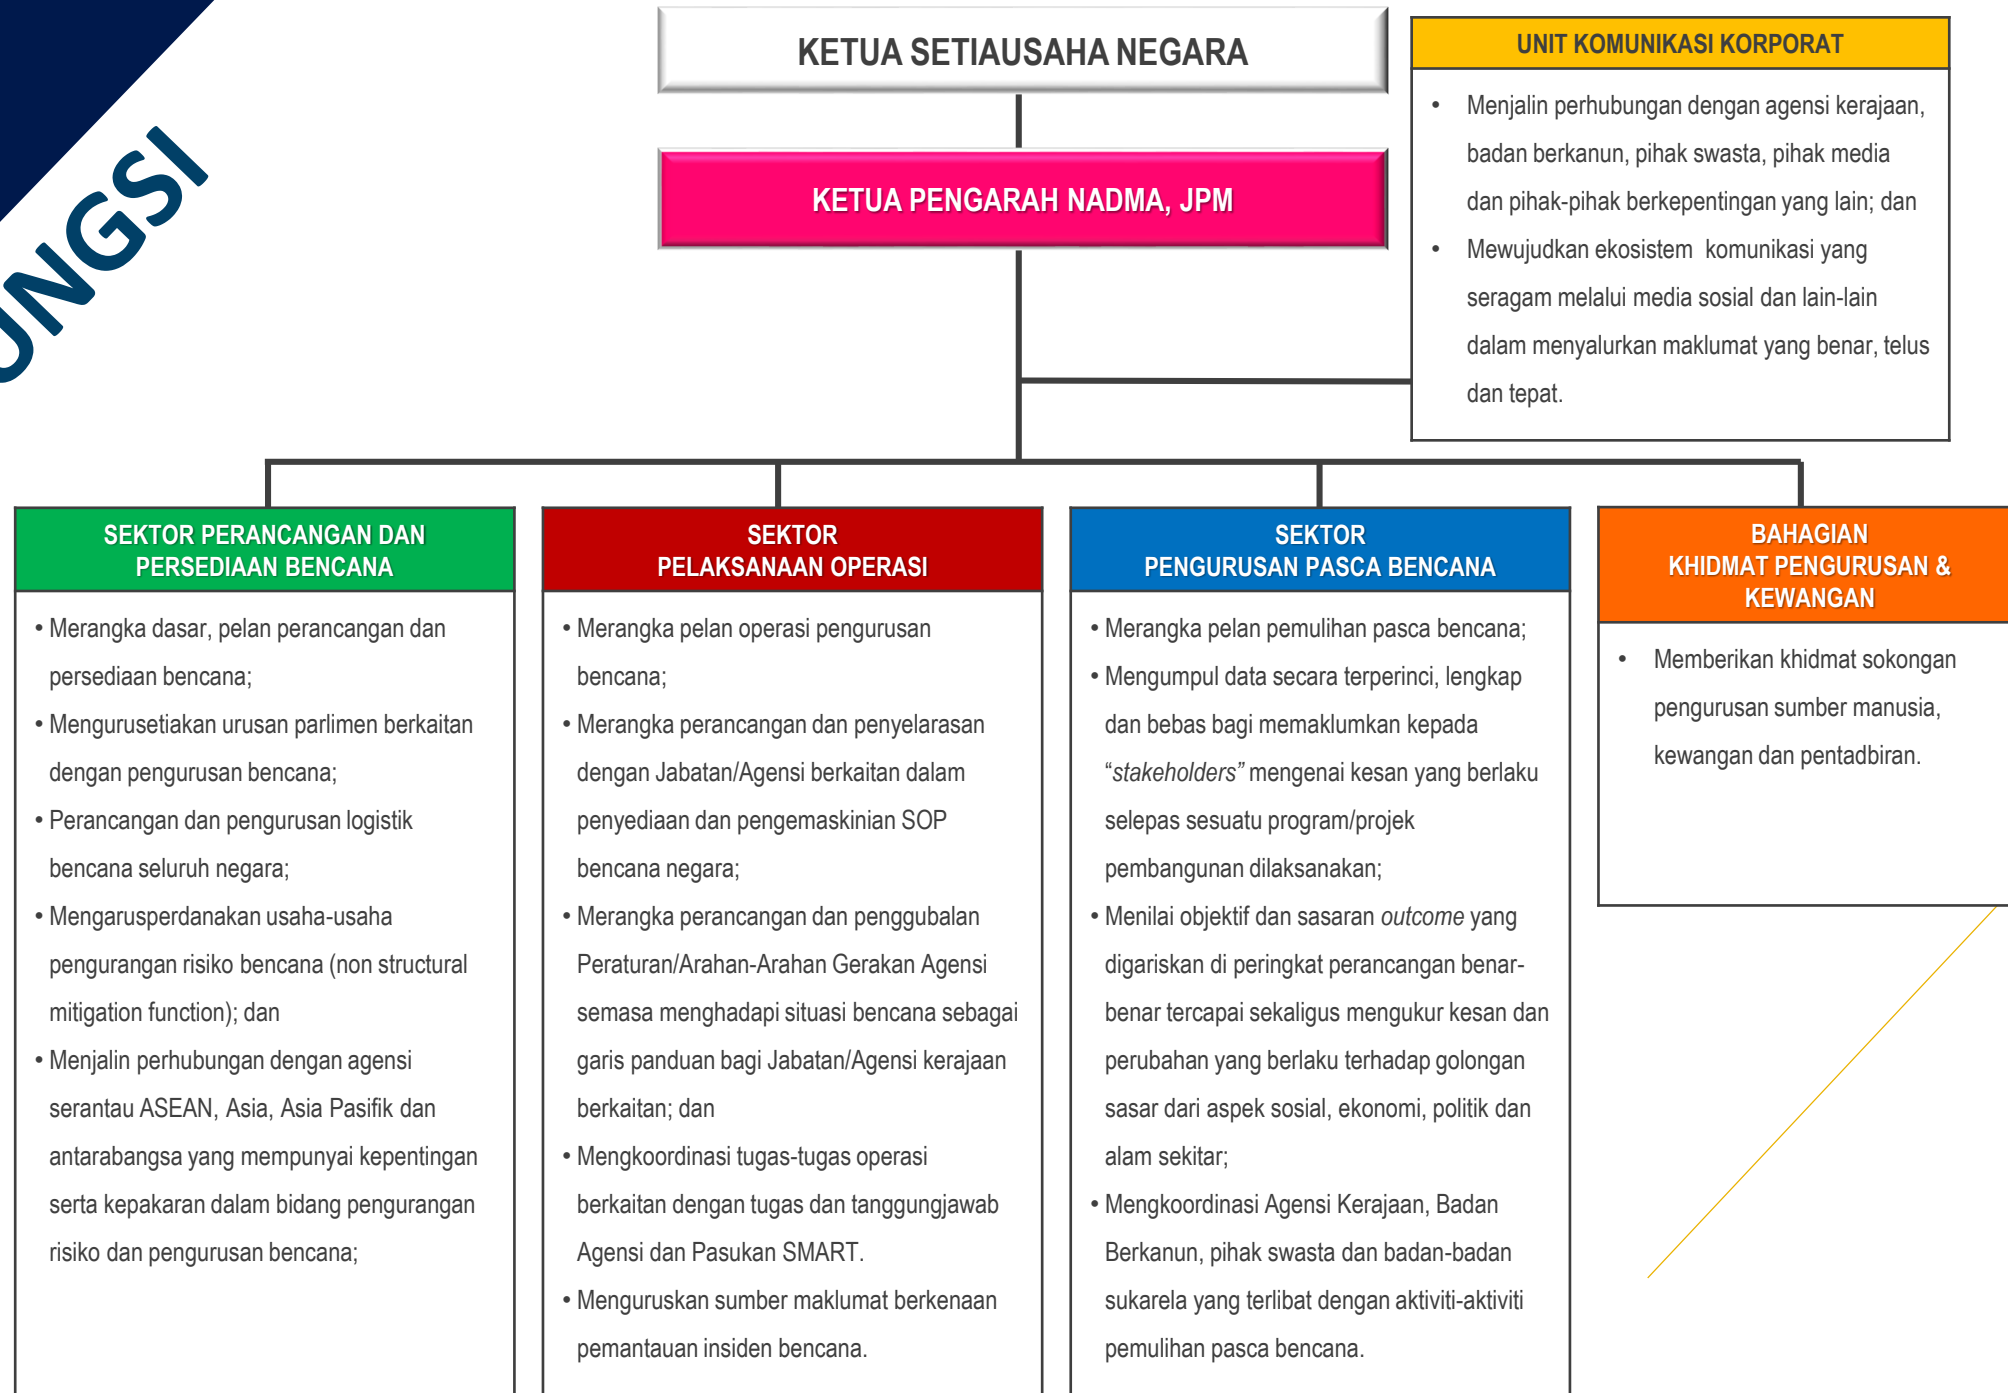 UNGSI
KETUA SETIAUSAHA NEGARA
KETUA PENGARAH NADMA, JPM
UNIT KOMUNIKASI KORPORAT
• Menjalin perhubungan dengan agensi kerajaan,
badan berkanun, pihak swasta, pihak media
dan pihak-pihak berkepentingan yang lain; dan
• Mewujudkan ekosistem komunikasi yang
seragam melalui media sosial dan lain-lain
dalam menyalurkan maklumat yang benar, telus
dan tepat.
SEKTOR PERANCANGAN DAN
PERSEDIAAN BENCANA
• Merangka dasar, pelan perancangan dan
persediaan bencana;
• Mengurusetiakan urusan parlimen berkaitan
dengan pengurusan bencana;
• Perancangan dan pengurusan logistik
bencana seluruh negara;
• Mengarusperdanakan usaha-usaha
pengurangan risiko bencana (non structural
mitigation function); dan
• Menjalin perhubungan dengan agensi
serantau ASEAN, Asia, Asia Pasifik dan
antarabangsa yang mempunyai kepentingan
serta kepakaran dalam bidang pengurangan
risiko dan pengurusan bencana;
SEKTOR
PELAKSANAAN OPERASI
• Merangka pelan operasi pengurusan
bencana;
• Merangka perancangan dan penyelarasan
dengan Jabatan/Agensi berkaitan dalam
penyediaan dan pengemaskinian SOP
bencana negara;
• Merangka perancangan dan penggubalan
Peraturan/Arahan-Arahan Gerakan Agensi
semasa menghadapi situasi bencana sebagai
garis panduan bagi Jabatan/Agensi kerajaan
berkaitan; dan
• Mengkoordinasi tugas-tugas operasi
berkaitan dengan tugas dan tanggungjawab
Agensi dan Pasukan SMART.
• Menguruskan sumber maklumat berkenaan
pemantauan insiden bencana.
SEKTOR
PENGURUSAN PASCA BENCANA
• Merangka pelan pemulihan pasca bencana;
• Mengumpul data secara terperinci, lengkap
dan bebas bagi memaklumkan kepada
“stakeholders” mengenai kesan yang berlaku
selepas sesuatu program/projek
pembangunan dilaksanakan;
• Menilai objektif dan sasaran outcome yang
digariskan di peringkat perancangan benar-
benar tercapai sekaligus mengukur kesan dan
perubahan yang berlaku terhadap golongan
sasar dari aspek sosial, ekonomi, politik dan
alam sekitar;
• Mengkoordinasi Agensi Kerajaan, Badan
Berkanun, pihak swasta dan badan-badan
sukarela yang terlibat dengan aktiviti-aktiviti
pemulihan pasca bencana.
BAHAGIAN
KHIDMAT PENGURUSAN &
KEWANGAN
• Memberikan khidmat sokongan
pengurusan sumber manusia,
kewangan dan pentadbiran.